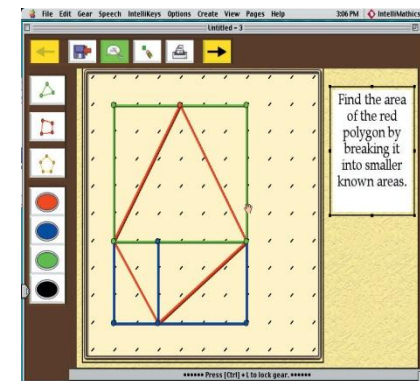 File Edit Gear Speech IntelliKeys Options Create View Pages Help 3:06 PM IntelliMathics
Untitled - 3
Find the area
of the red
polygon by
breaking it
into smaller
known areas.
•••••• Press [Ctrl] + L to lock gear. ••••••